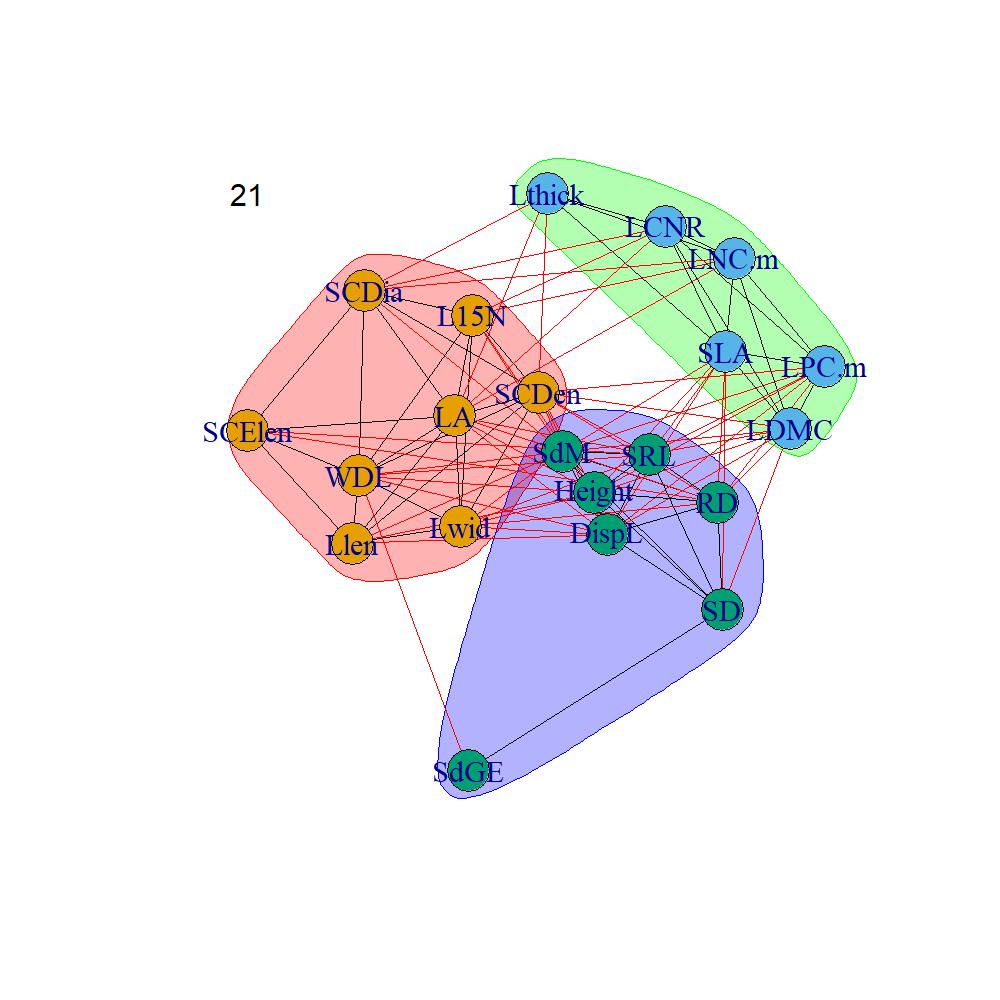 21
Lthick
LCNR
LNC.m
SCDia
L15N
SLA
LPC.m
SCDen
LA
SCElen
LDMC
SdM
SRL
WDL
Height
RD
Lwid
DispL
Llen
SD
SdGE